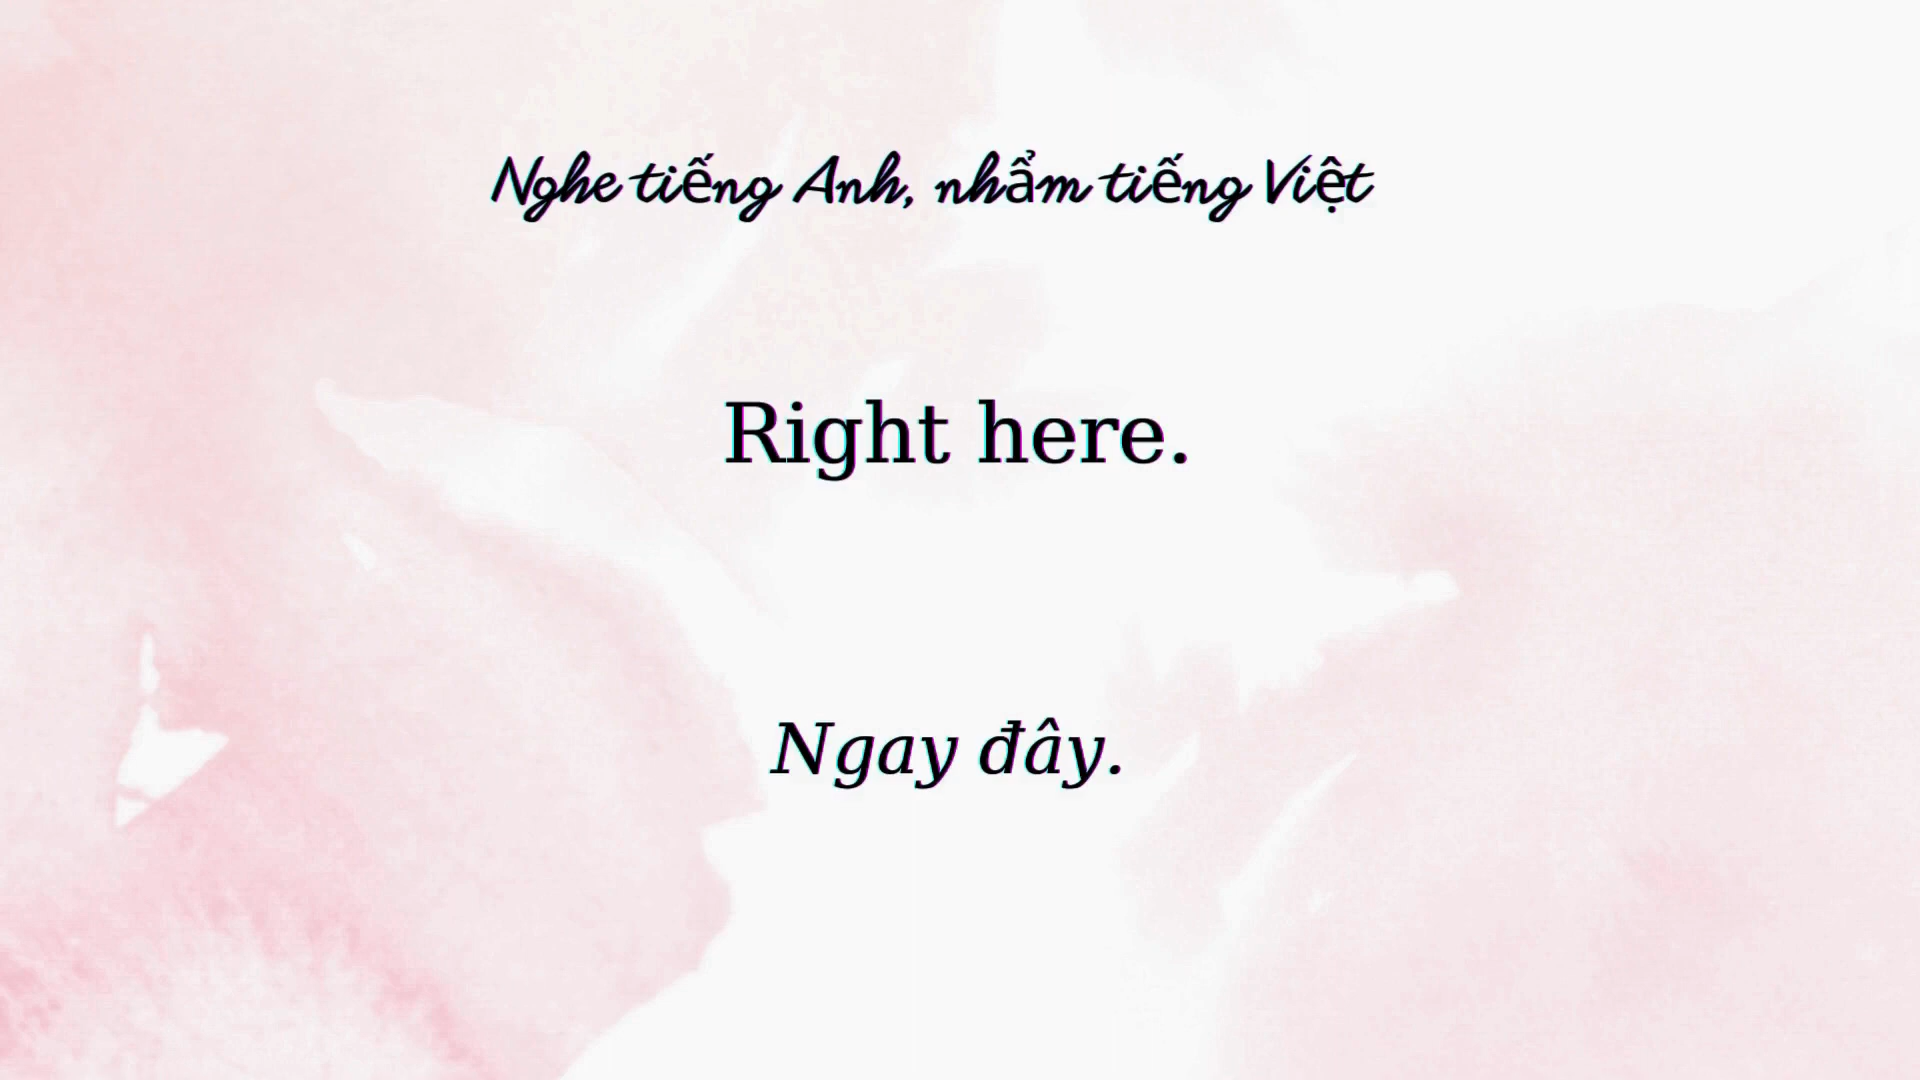 Nghe tiếng Anh, nhẩm tiếng Việt
Right here.
Ngay đây.